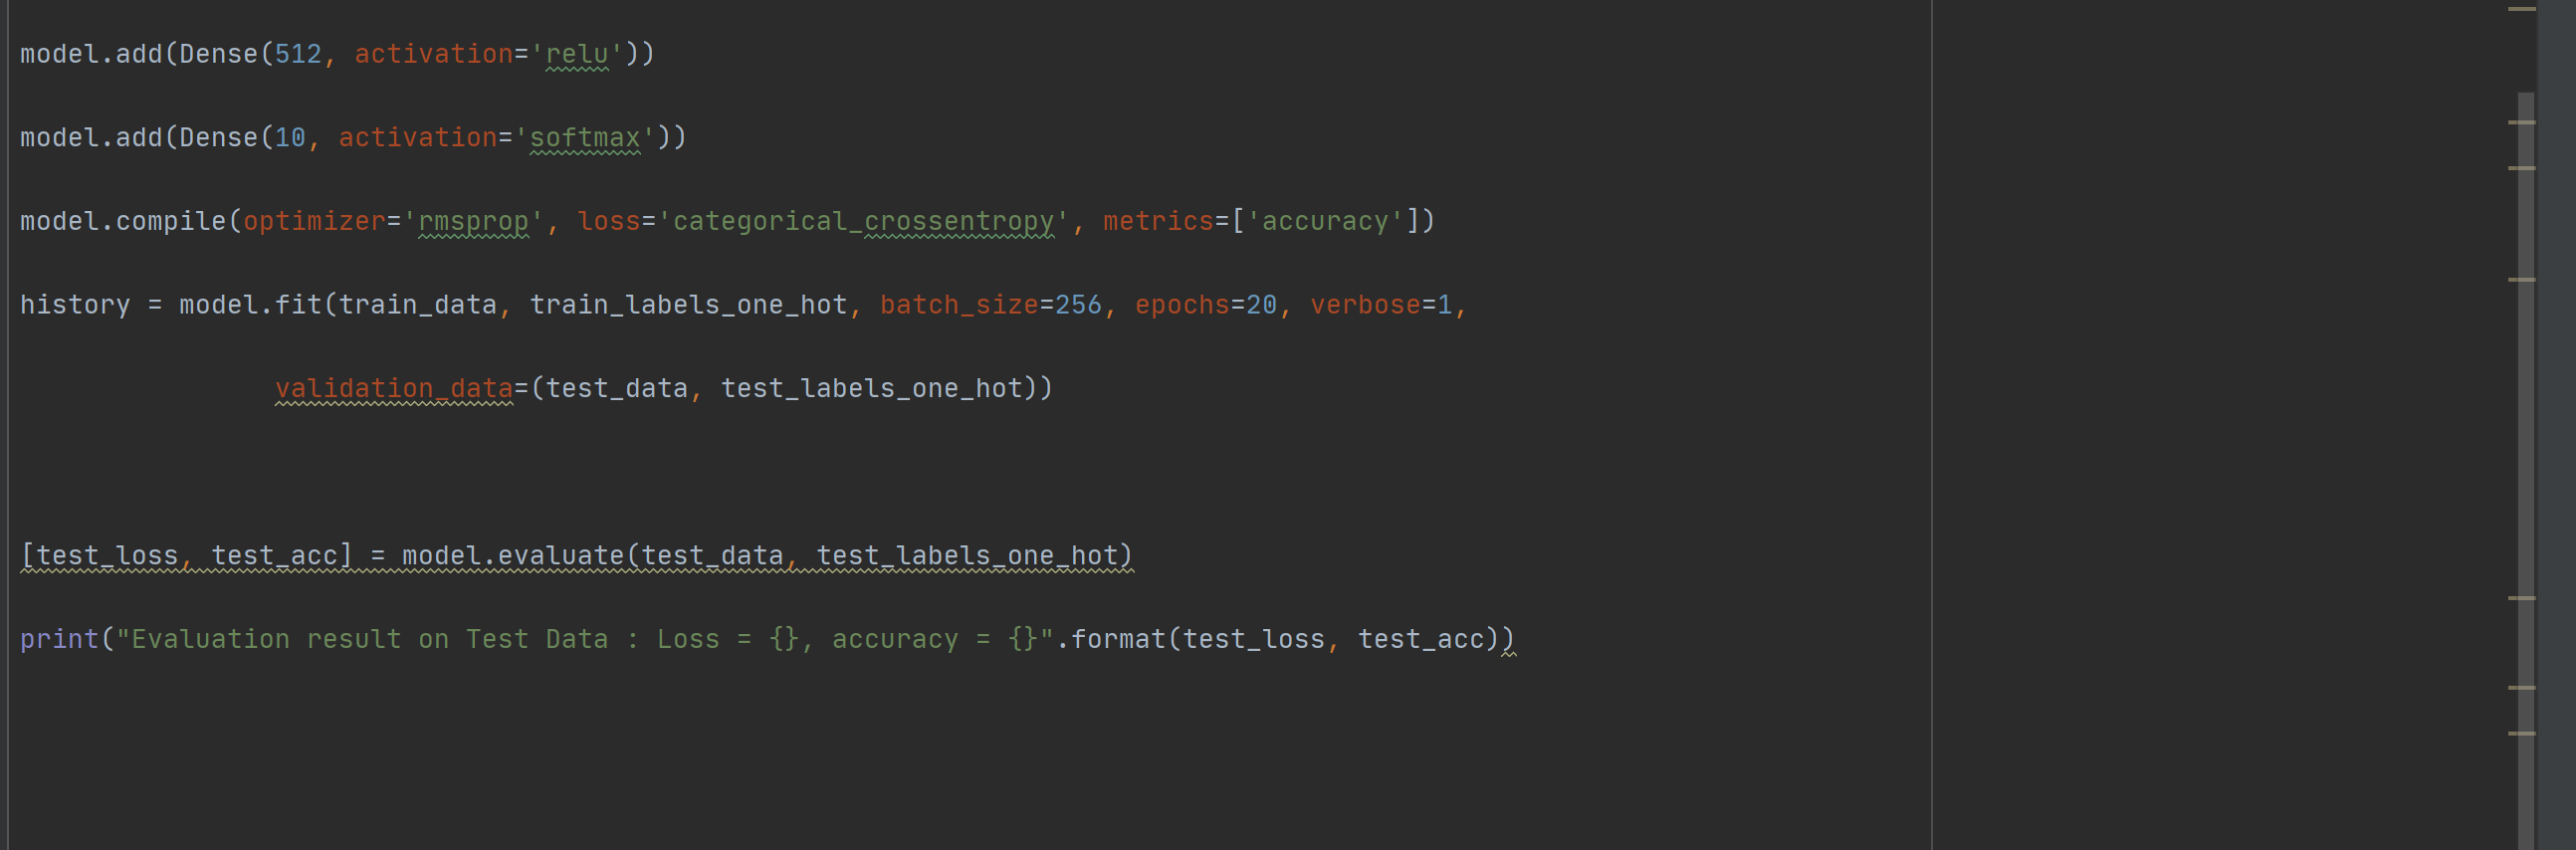 model.add(Dense(512, activation='relu'))
model.add(Dense(10, activation='softmax'))
model.compile(optimizer='rmsprop', loss='categorical_crossentropy', metrics=['accuracy'])
history = model.fit(train_data, train_labels_one_hot, batch_size=256, epochs=20, verbose=1,
validation_data=(test_data, test_labels_one_hot))
[test_loss, test_acc] = model.evaluate(test_data, test_labels_one_hot)
print("Evaluation result on Test Data : Loss = {}, accuracy = {}".format(test_loss, test_acc))